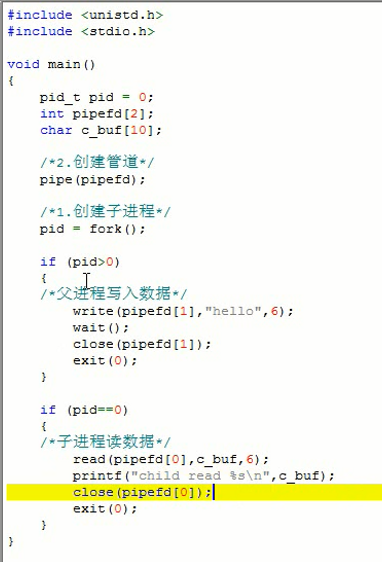 #include <unistd.h>
#include <stdio.h>
void main()
{
pid_t pid = 0;
int pipefd[2];
char c_buf[10];
/*2.创建管道*/
pipe(pipefd);
/*1.创建子进程*/
pid = fork();
if (pid>0)
{
/*父进程写入数据*/
write(pipefd[1],"hello",6);
wait();
close(pipefd[1]);
exit(0);
}
if (pid==0)
{
/*子进程读数据*/
read(pipefd[0],c_buf,6);
printf("child read %s\n",c_buf);
close(pipefd[0]);
exit(0);
}
}